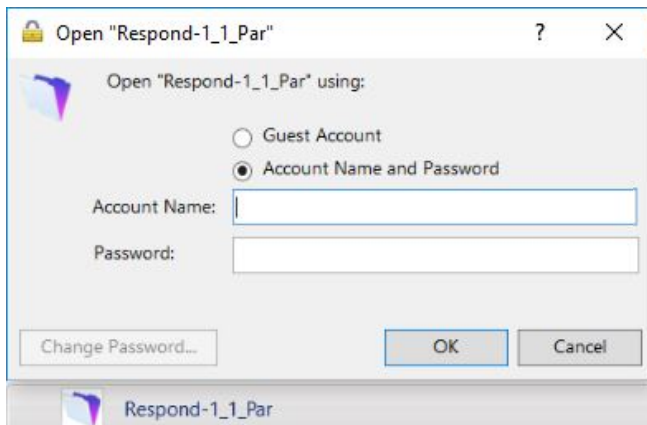 Open "Respond-1_1_Par"
?
Open "Respond-1_1_Par" using:
Guest Account
Account Name and Password
Account Name:
Password:
Change Password...
OK
Cancel
Respond-1_1_Par